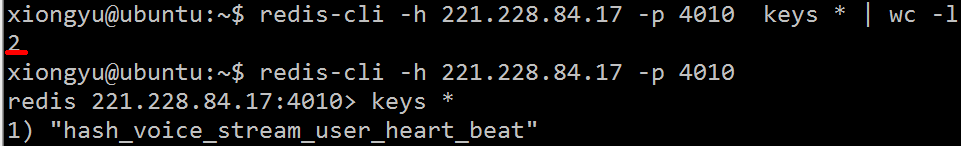 xiongyu@ubuntu:~$ redis-cli -h 221.228.84.17 -p 4010  keys * | wc -l
2
xiongyu@ubuntu:~$ redis-cli -h 221.228.84.17 -p 4010
redis 221.228.84.17:4010> keys *
1) "hash_voice_stream_user_heart_beat"